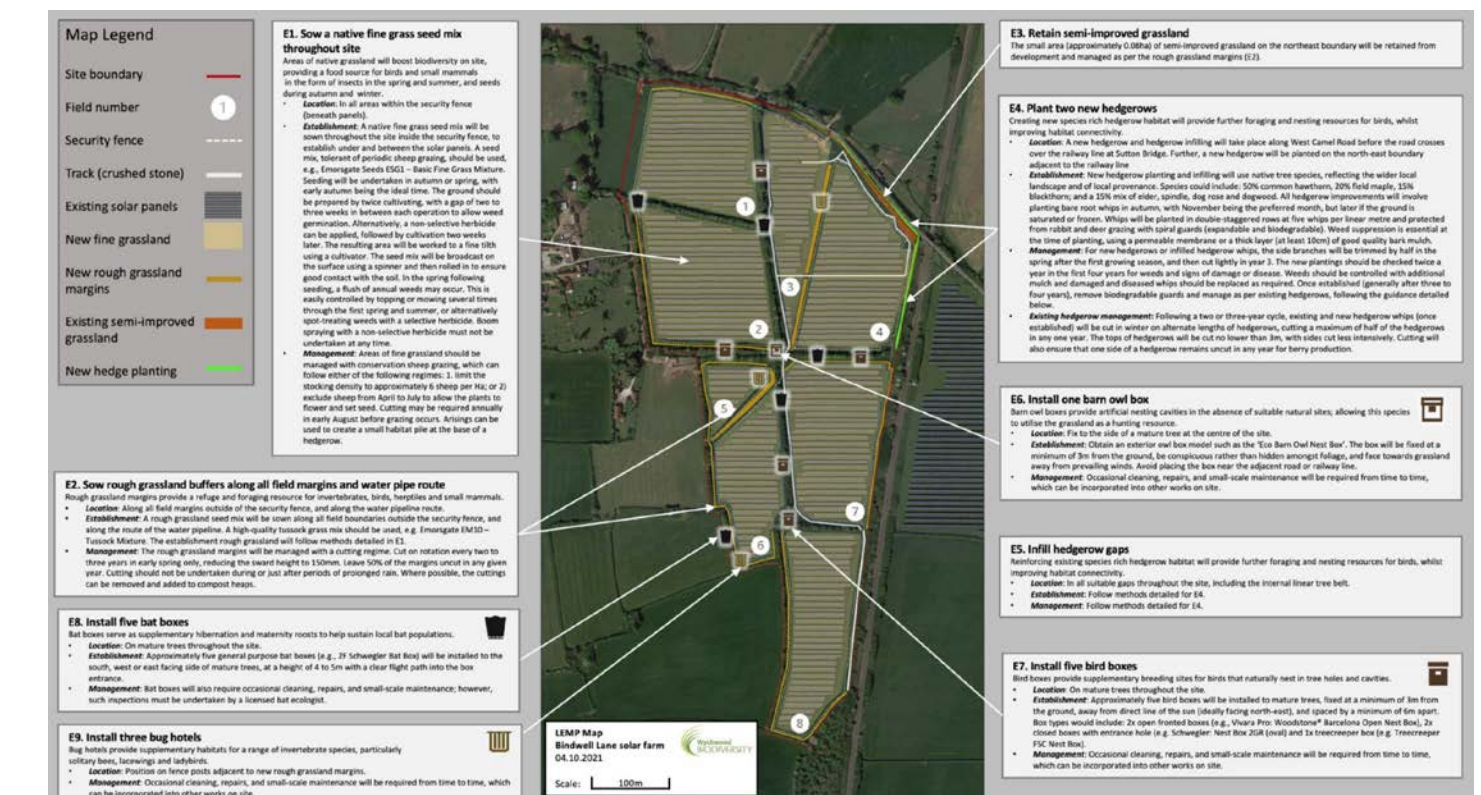 Map Legend
Site boundary
Field number
1
Security fence
Track (crushed stone)
Existing solar panels
New fine grassland
New rough grassland
margins
Existing semi-improved
grassland
New hedge planting
E1. Sow a native fine grass seed mix
throughout site
Areas of native grassland will boost biodiversity on site,
providing a food source for birds and small mammals
in the form of insects in the spring and summer, and seeds
during autumn and winter.
• Location: In all areas within the security fence
(beneath panels).
• Establishment: A native fine grass seed mix will be
sown throughout the site inside the security fence, to
establish under and between the solar panels. A seed
mix, tolerant of periodic sheep grazing, should be used,
e.g., Emorsgate Seeds ESG1 – Basic Fine Grass Mixture.
Seeding will be undertaken in autumn or spring, with
early autumn being the ideal time. The ground should
be prepared by twice cultivating, with a gap of two to
three weeks in between each operation to allow weed
germination. Alternatively, a non-selective herbicide
can be applied, followed by cultivation two weeks
later. The resulting area will be worked to a fine tilth
using a cultivator. The seed mix will be broadcast on
the surface using a spinner and then rolled in to ensure
good contact with the soil. In the spring following
seeding, a flush of annual weeds may occur. This is
easily controlled by topping or mowing several times
through the first spring and summer, or alternatively
spot-treating weeds with a selective herbicide. Boom
spraying with a non-selective herbicide must not be
undertaken at any time.
• Management: Areas of fine grassland should be
managed with conservation sheep grazing, which can
follow either of the following regimes: 1. limit the
stocking density to approximately 6 sheep per Ha; or 2)
exclude sheep from April to July to allow the plants to
flower and set seed. Cutting may be required annually
in early August before grazing occurs. Arisings can be
used to create a small habitat pile at the base of a
hedgerow.
E2. Sow rough grassland buffers along all field margins and water pipe route
Rough grassland margins provide a refuge and foraging resource for invertebrates, birds, herptiles and small mammals.
• Location: Along all field margins outside of the security fence, and along the water pipeline route.
• Establishment: A rough grassland seed mix will be sown along all field boundaries outside the security fence, and
along the route of the water pipeline. A high-quality tussock grass mix should be used, e.g. Emorsgate EM10 –
Tussock Mixture. The establishment rough grassland will follow methods detailed in E1.
• Management: The rough grassland margins will be managed with a cutting regime. Cut on rotation every two to
three years in early spring only, reducing the sward height to 150mm. Leave 50% of the margins uncut in any given
year. Cutting should not be undertaken during or just after periods of prolonged rain. Where possible, the cuttings
can be removed and added to compost heaps.
E8. Install five bat boxes
Bat boxes serve as supplementary hibernation and maternity roosts to help sustain local bat populations.
• Location: On mature trees throughout the site.
• Establishment: Approximately five general purpose bat boxes (e.g., 2F Schwegler Bat Box) will be installed to the
south, west or east facing side of mature trees, at a height of 4 to 5m with a clear flight path into the box
entrance.
• Management: Bat boxes will also require occasional cleaning, repairs, and small-scale maintenance; however,
such inspections must be undertaken by a licensed bat ecologist.
E9. Install three bug hotels
Bug hotels provide supplementary habitats for a range of invertebrate species, particularly
solitary bees, lacewings and ladybirds.
• Location: Position on fence posts adjacent to new rough grassland margins.
• Management: Occasional cleaning, repairs, and small-scale maintenance will be required from time to time, which
can be incorporated into other works on site.
1
2
3
4
5
6
7
8
LEMP Map
Bindwell Lane solar farm
04.10.2021
Wychwood
BIODIVERSITY
Scale: 100m
E3. Retain semi-improved grassland
The small area (approximately 0.08ha) of semi-improved grassland on the northeast boundary will be retained from
development and managed as per the rough grassland margins (E2).
E4. Plant two new hedgerows
Creating new species rich hedgerow habitat will provide further foraging and nesting resources for birds, whilst
improving habitat connectivity.
• Location: A new hedgerow and hedgerow infilling will take place along West Camel Road before the road crosses
over the railway line at Sutton Bridge. Further, a new hedgerow will be planted on the north-east boundary
adjacent to the railway line
• Establishment: New hedgerow planting and infilling will use native tree species, reflecting the wider local
landscape and of local provenance. Species could include: 50% common hawthorn, 20% field maple, 15%
blackthorn; and a 15% mix of elder, spindle, dog rose and dogwood. All hedgerow improvements will involve
planting bare root whips in autumn, with November being the preferred month, but later if the ground is
saturated or frozen. Whips will be planted in double-staggered rows at five whips per linear metre and protected
from rabbit and deer grazing with spiral guards (expandable and biodegradable). Weed suppression is essential at
the time of planting, using a permeable membrane or a thick layer (at least 10cm) of good quality bark mulch.
• Management: For new hedgerows or infilled hedgerow whips, the side branches will be trimmed by half in the
spring after the first growing season, and then cut lightly in year 3. The new plantings should be checked twice a
year in the first four years for weeds and signs of damage or disease. Weeds should be controlled with additional
mulch and damaged and diseased whips should be replaced as required. Once established (generally after three to
four years), remove biodegradable guards and manage as per existing hedgerows, following the guidance detailed
below.
• Existing hedgerow management: Following a two or three-year cycle, existing and new hedgerow whips (once
established) will be cut in winter on alternate lengths of hedgerows, cutting a maximum of half of the hedgerows
in any one year. The tops of hedgerows will be cut no lower than 3m, with sides cut less intensively. Cutting will
also ensure that one side of a hedgerow remains uncut in any year for berry production.
E6. Install one barn owl box
Barn owl boxes provide artificial nesting cavities in the absence of suitable natural sites; allowing this species
to utilise the grassland as a hunting resource.
• Location: Fix to the side of a mature tree at the centre of the site.
• Establishment: Obtain an exterior owl box model such as the 'Eco Barn Owl Nest Box'. The box will be fixed at a
minimum of 3m from the ground, be conspicuous rather than hidden amongst foliage, and face towards grassland
away from prevailing winds. Avoid placing the box near the adjacent road or railway line.
• Management: Occasional cleaning, repairs, and small-scale maintenance will be required from time to time,
which can be incorporated into other works on site.
E5. Infill hedgerow gaps
Reinforcing existing species rich hedgerow habitat will provide further foraging and nesting resources for birds, whilst
improving habitat connectivity.
• Location: In all suitable gaps throughout the site, including the internal linear tree belt.
• Establishment: Follow methods detailed for E4.
• Management: Follow methods detailed for E4.
E7. Install five bird boxes
Bird boxes provide supplementary breeding sites for birds that naturally nest in tree holes and cavities.
• Location: On mature trees throughout the site.
• Establishment: Approximately five bird boxes will be installed to mature trees, fixed at a minimum of 3m from
the ground, away from direct line of the sun (ideally facing north-east), and spaced by a minimum of 6m apart.
Box types would include: 2x open fronted boxes (e.g., Vivara Pro: Woodstone® Barcelona Open Nest Box), 2x
closed boxes with entrance hole (e.g. Schwegler: Nest Box 2GR (oval) and 1x treecreeper box (e.g. Treecreeper
FSC Nest Box).
• Management: Occasional cleaning, repairs, and small-scale maintenance will be required from time to time,
which can be incorporated into other works on site.